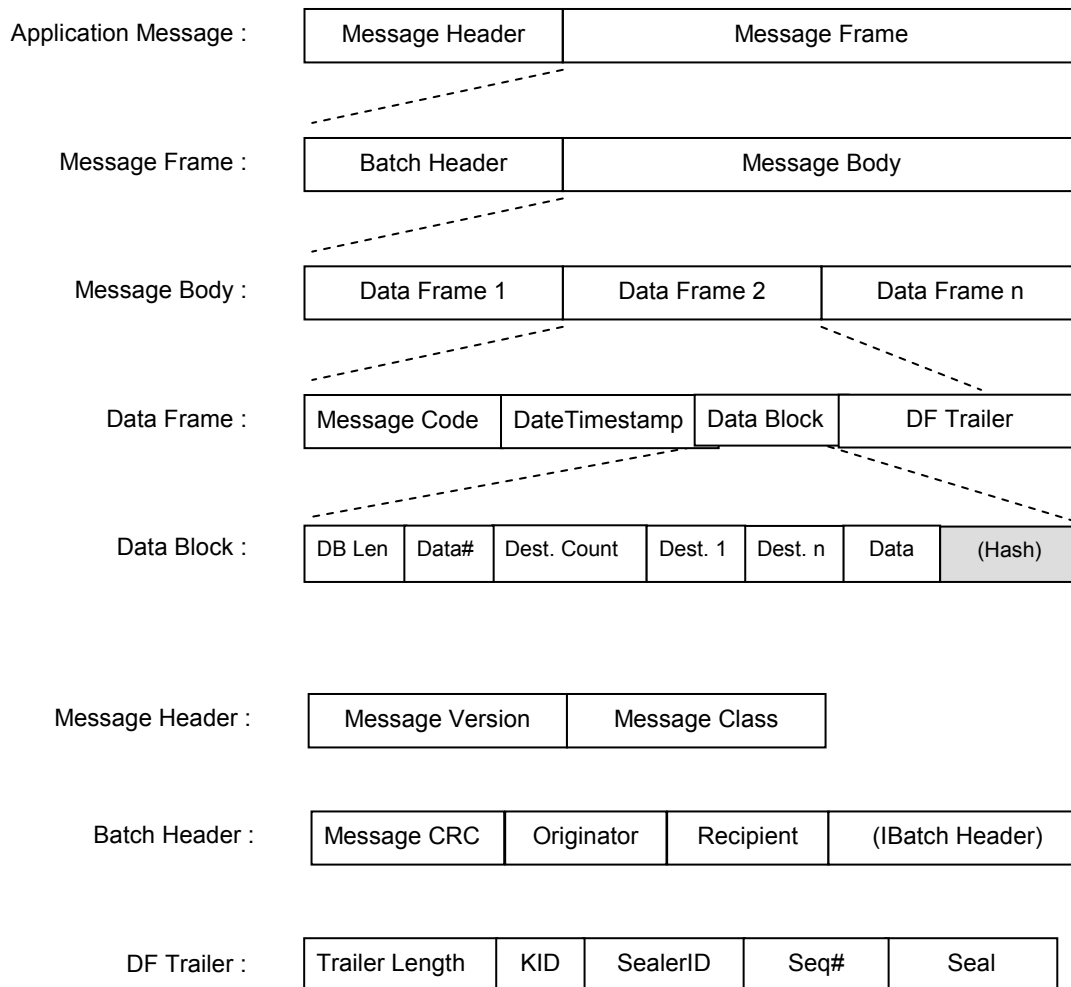 Application Message : Message Header Message Frame
Message Frame : Batch Header Message Body
Message Body : Data Frame 1 Data Frame 2 Data Frame n
Data Frame : Message Code DateTimestamp Data Block DF Trailer
Data Block : DB Len Data# Dest. Count Dest. 1 Dest. n Data (Hash)
Message Header : Message Version Message Class
Batch Header : Message CRC Originator Recipient (IBatch Header)
DF Trailer : Trailer Length KID SealerID Seq# Seal